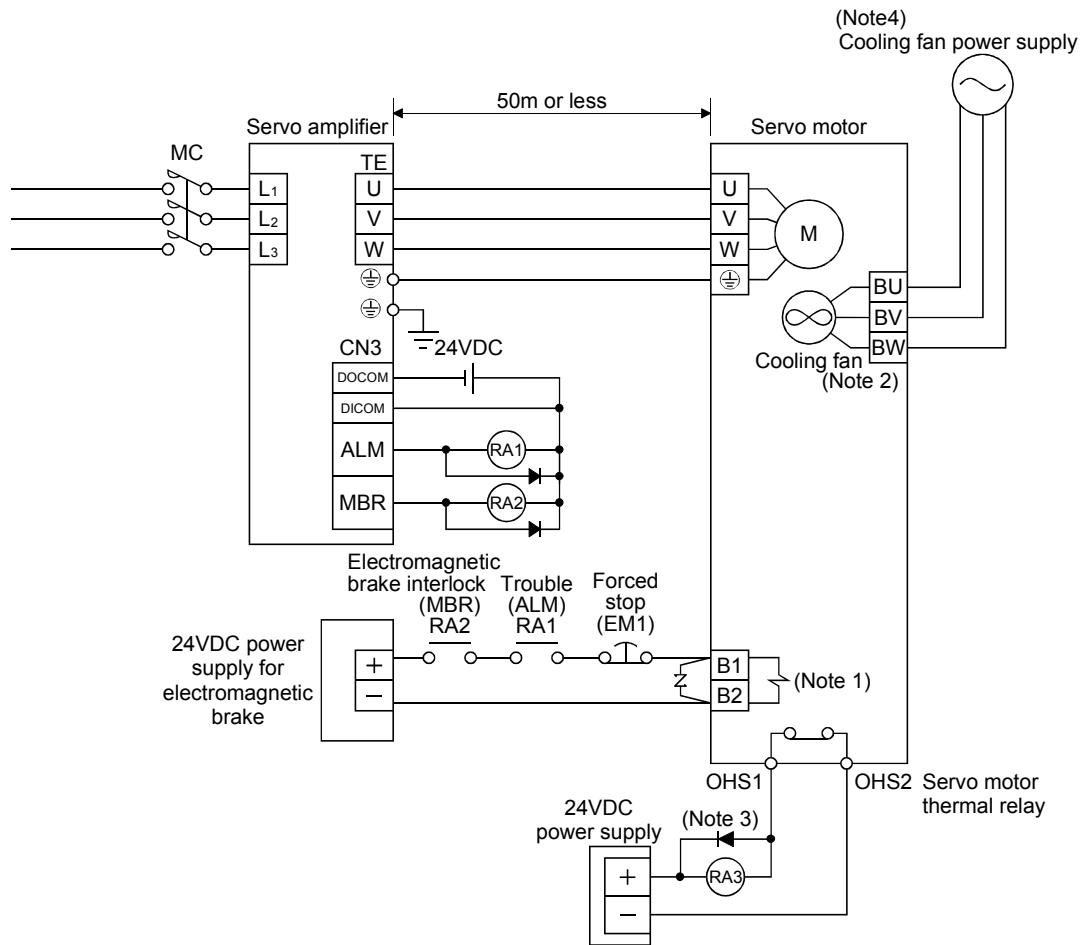 (Note4)
Cooling fan power supply
50m or less
Servo amplifier
Servo motor
MC
TE
L1
U
U
L2
V
V
M
L3
W
W
BU
BV
BW
CN3
24VDC
Cooling fan
(Note 2)
DOCOM
DICOM
ALM
RA1
MBR
RA2
Electromagnetic
brake interlock
(MBR)
RA2
Trouble
(ALM)
RA1
Forced
stop
(EM1)
24VDC power
supply for
electromagnetic
brake
+
−
B1
B2
(Note 1)
OHS1
OHS2
Servo motor
thermal relay
24VDC
power supply
(Note 3)
+
RA3
−